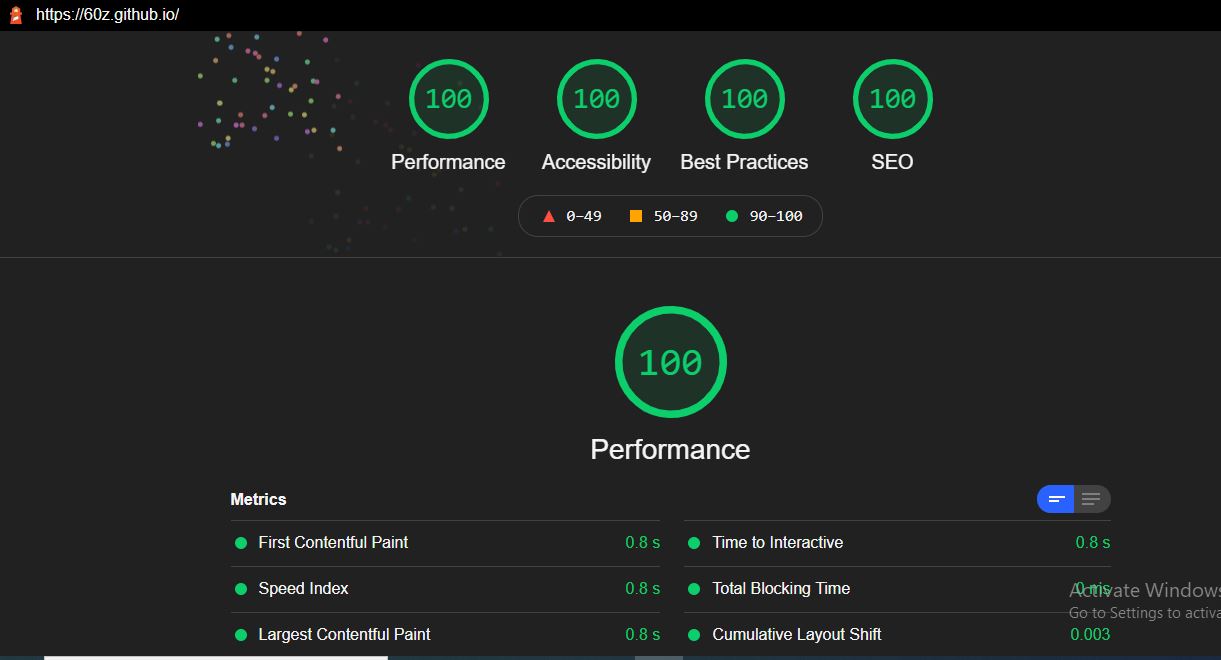 https://60z.github.io/
100 100 100 100
Performance Accessibility Best Practices SEO
0–49 50–89 90–100
100
Performance
Metrics
First Contentful Paint 0.8 s Time to Interactive 0.8 s
Speed Index 0.8 s Total Blocking Time 0 ms
Activate Windows
Go to Settings to activa
Largest Contentful Paint 0.8 s Cumulative Layout Shift 0.003